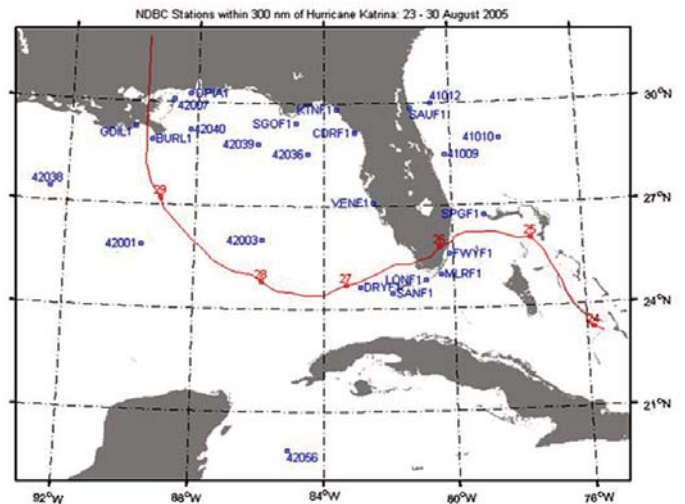 NDBC Stations within 300 nm of Hurricane Katrina: 23 - 30 August 2005
DPIA1
42007
41012
30°N
KTNF1
SAUF1
SGOF1
GDIL1
BURL1
42040
CDRF1
41010
42039
42036
41009
42038
29
27°N
VENF1
SPGF1
25
42001
42003
26
FWYF1
28
27
LONF1
MLRF1
DRYF1
SANF1
24
24°N
21°N
42056
92°W
88°W
84°W
80°W
76°W